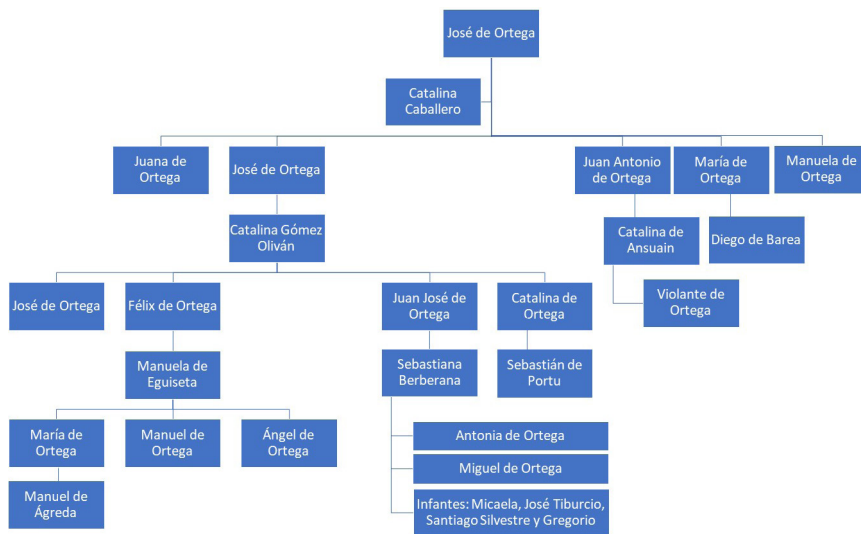 José de Ortega
Catalina
Caballero
Juana de
Ortega
José de Ortega
Juan Antonio
de Ortega
María de
Ortega
Manuela de
Ortega
Catalina Gómez
Oliván
Catalina de
Ansuain
Diego de Barea
Violante de
Ortega
José de Ortega
Félix de Ortega
Juan José de
Ortega
Catalina de
Ortega
Manuela de
Eguiseta
Sebastiana
Berberana
Sebastián de
Portu
María de
Ortega
Manuel de
Ortega
Ángel de
Ortega
Manuel de
Ágreda
Antonia de Ortega
Miguel de Ortega
Infantes: Micaela, José Tiburcio,
Santiago Silvestre y Gregorio